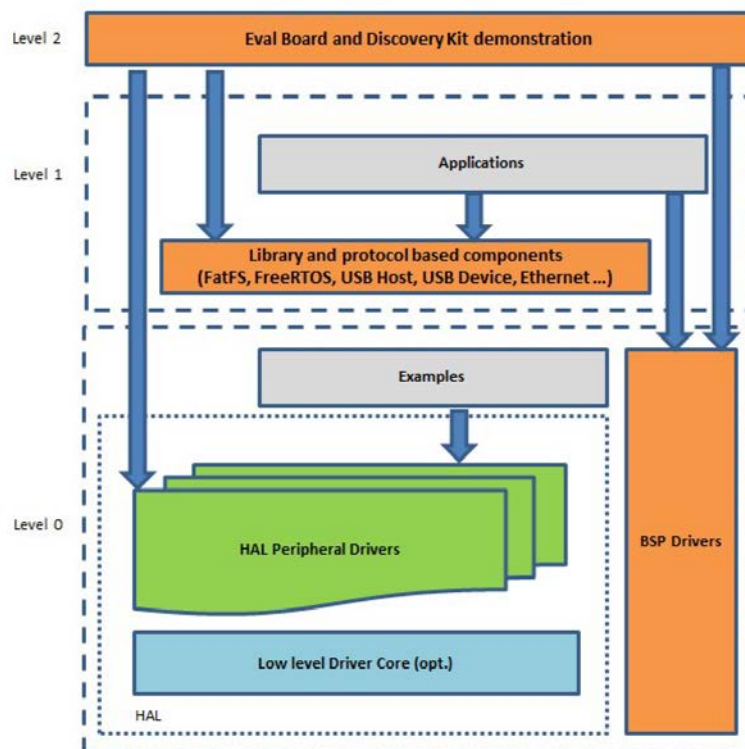 Level 2
Eval Board and Discovery Kit demonstration
Level 1
Applications
Library and protocol based components
(FatFS, FreeRTOS, USB Host, USB Device, Ethernet ...)
Examples
Level 0
HAL Peripheral Drivers
BSP Drivers
Low level Driver Core (opt.)
HAL